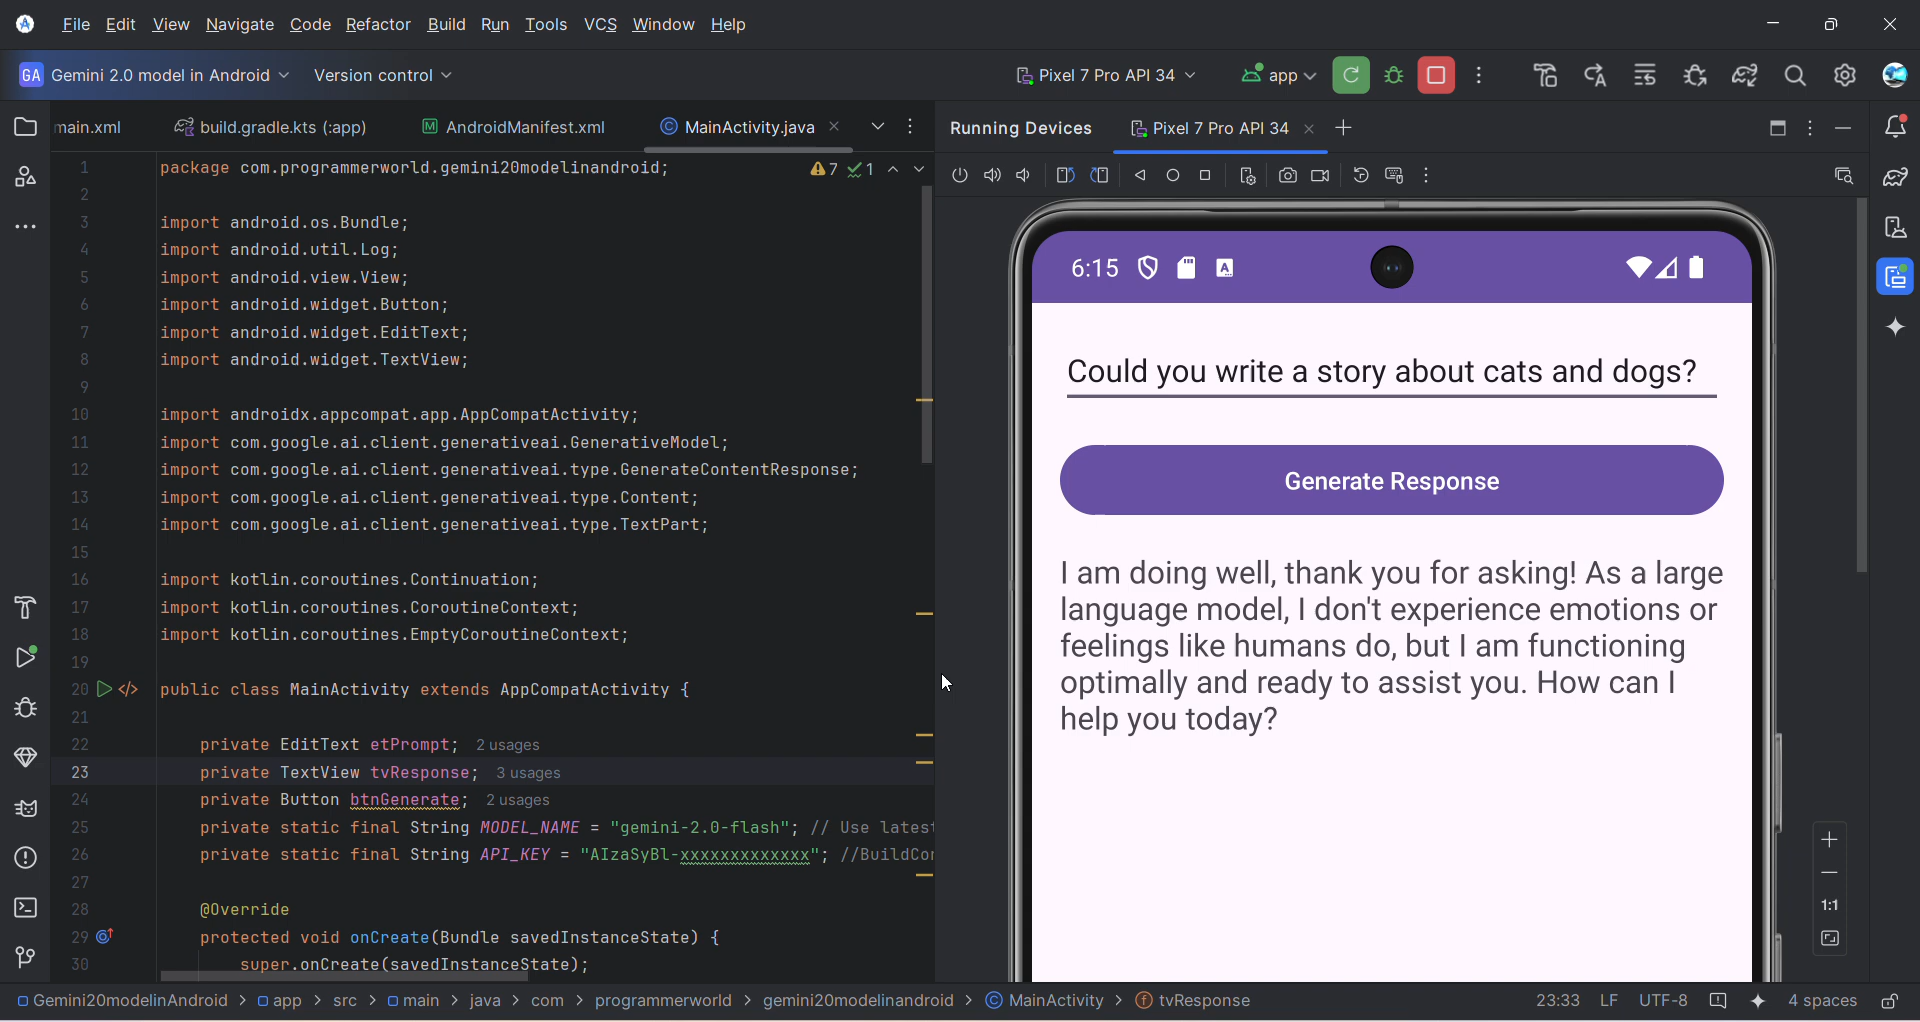 File Edit View Navigate Code Refactor Build Run Tools VCS Window Help
GA Gemini 2.0 model in Android Version control Pixel 7 Pro API 34 app
main.xml build.gradle.kts (:app) AndroidManifest.xml MainActivity.java
Running Devices Pixel 7 Pro API 34
7 1
1 package com.programmerworld.gemini20modelinandroid;
2
3 import android.os.Bundle;
4 import android.util.Log;
5 import android.view.View;
6 import android.widget.Button;
7 import android.widget.EditText;
8 import android.widget.TextView;
9
10 import androidx.appcompat.app.AppCompatActivity;
11 import com.google.ai.client.generativeai.GenerativeModel;
12 import com.google.ai.client.generativeai.type.GenerateContentResponse;
13 import com.google.ai.client.generativeai.type.Content;
14 import com.google.ai.client.generativeai.type.TextPart;
15
16 import kotlin.coroutines.Continuation;
17 import kotlin.coroutines.CoroutineContext;
18 import kotlin.coroutines.EmptyCoroutineContext;
19
20 public class MainActivity extends AppCompatActivity {
21
22 private EditText etPrompt; 2 usages
23 private TextView tvResponse; 3 usages
24 private Button btnGenerate; 2 usages
25 private static final String MODEL_NAME = "gemini-2.0-flash"; // Use latest
26 private static final String API_KEY = "AIzaSyBl-xxxxxxxxxxxxx"; //BuildCon
27
28 @Override
29 protected void onCreate(Bundle savedInstanceState) {
30 super.onCreate(savedInstanceState);
6:15
Could you write a story about cats and dogs?
Generate Response
I am doing well, thank you for asking! As a large
language model, I don't experience emotions or
feelings like humans do, but I am functioning
optimally and ready to assist you. How can I
help you today?
1:1
Gemini20modelinAndroid > app > src > main > java > com > programmerworld > gemini20modelinandroid > MainActivity > tvResponse 23:33 LF UTF-8 4 spaces